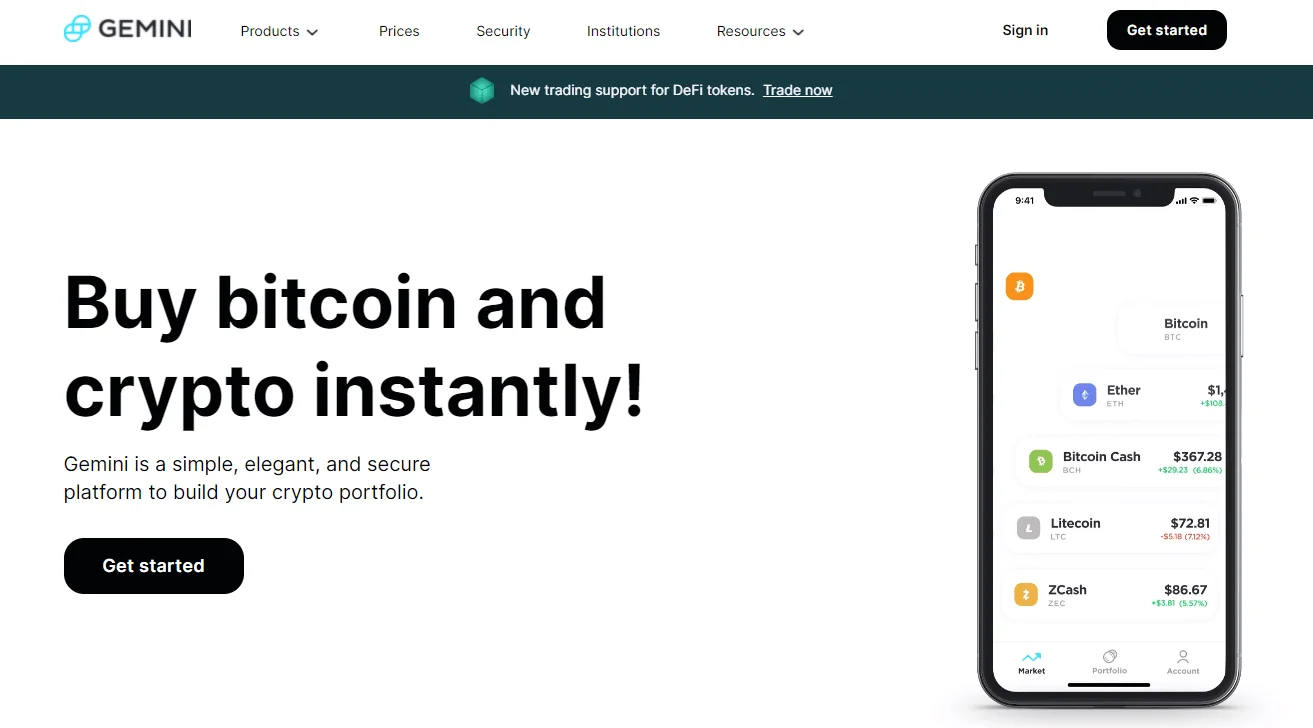 GEMINI
Products
Prices
Security
Institutions
Resources
Sign in
Get started
New trading support for DeFi tokens. Trade now
Buy bitcoin and
crypto instantly!
Gemini is a simple, elegant, and secure
platform to build your crypto portfolio.
Get started
9:41
Bitcoin
BTC
Ether $1,
ETH +$108.
Bitcoin Cash $367.28
BCH +$29.23 (6.86%)
Litecoin $72.81
LTC -$5.18 (7.12%)
ZCash $86.67
ZEC +$3.81 (5.57%)
Market Portfolio Account